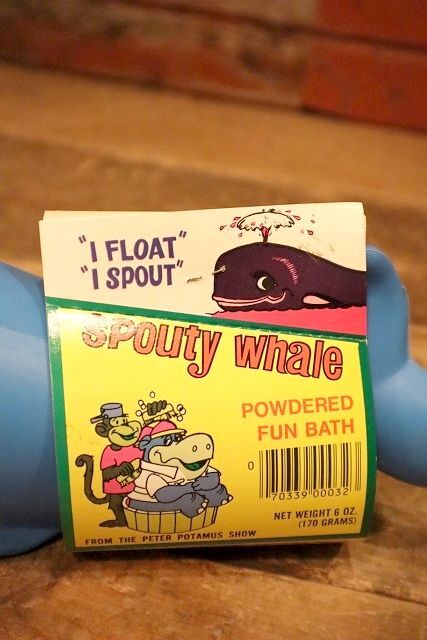 "I FLOAT"
"I SPOUT"
SPOUTY WHALE
POWDERED
FUN BATH
0
70339 00032
NET WEIGHT 6 OZ.
(170 GRAMS)
FROM THE PETER POTAMUS SHOW